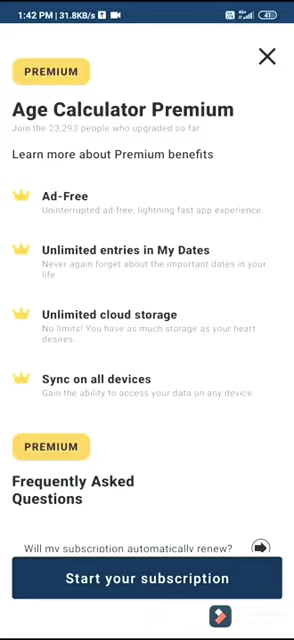 1:42 PM | 31.8KB/s
41
PREMIUM
Age Calculator Premium
Join the 23,293 people who upgraded so far
Learn more about Premium benefits
Ad-Free
Uninterrupted ad-free, lightning fast app experience.
Unlimited entries in My Dates
Never again forget about the important dates in your
life
Unlimited cloud storage
No limits! You have as much storage as your heart
desires.
Sync on all devices
Gain the ability to access your data on any device.
PREMIUM
Frequently Asked
Questions
Will my subscription automatically renew?
Start your subscription